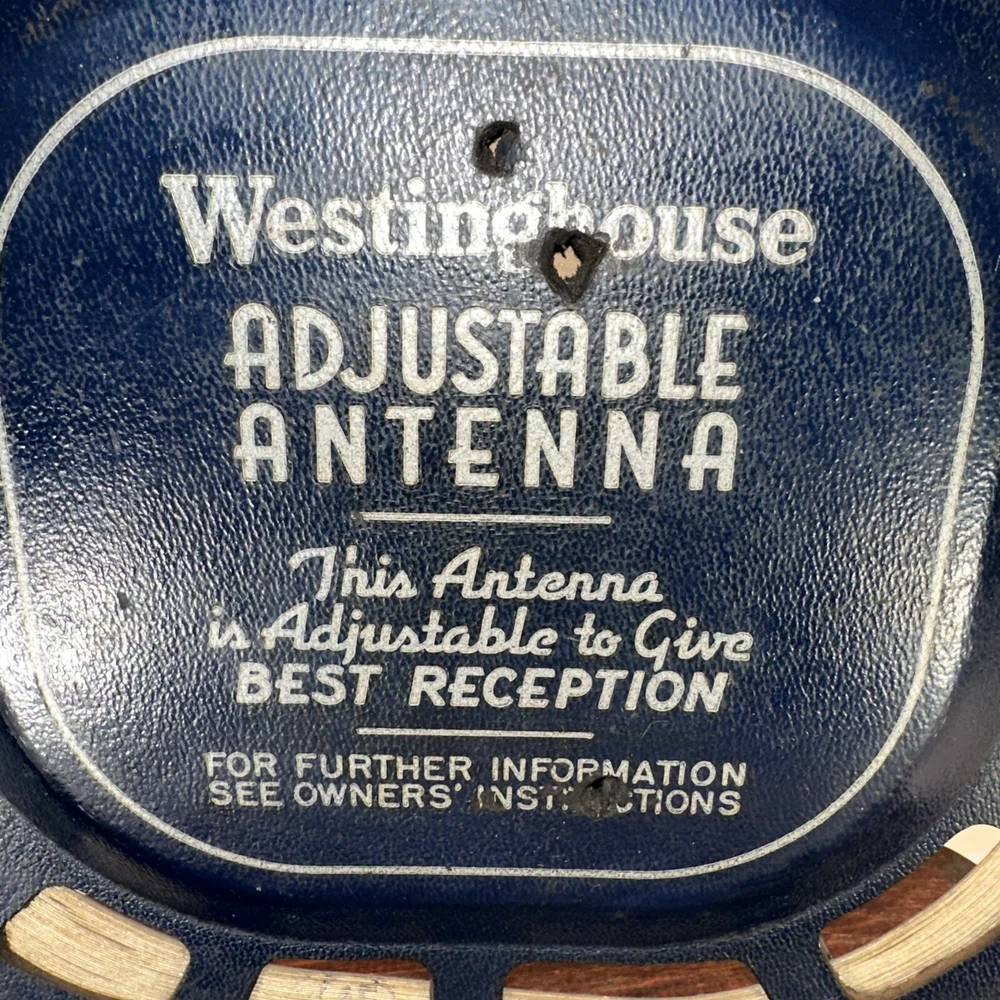 Westinghouse
ADJUSTABLE
ANTENNA
This Antenna
is Adjustable to Give
BEST RECEPTION
FOR FURTHER INFORMATION
SEE OWNERS' INSTRUCTIONS